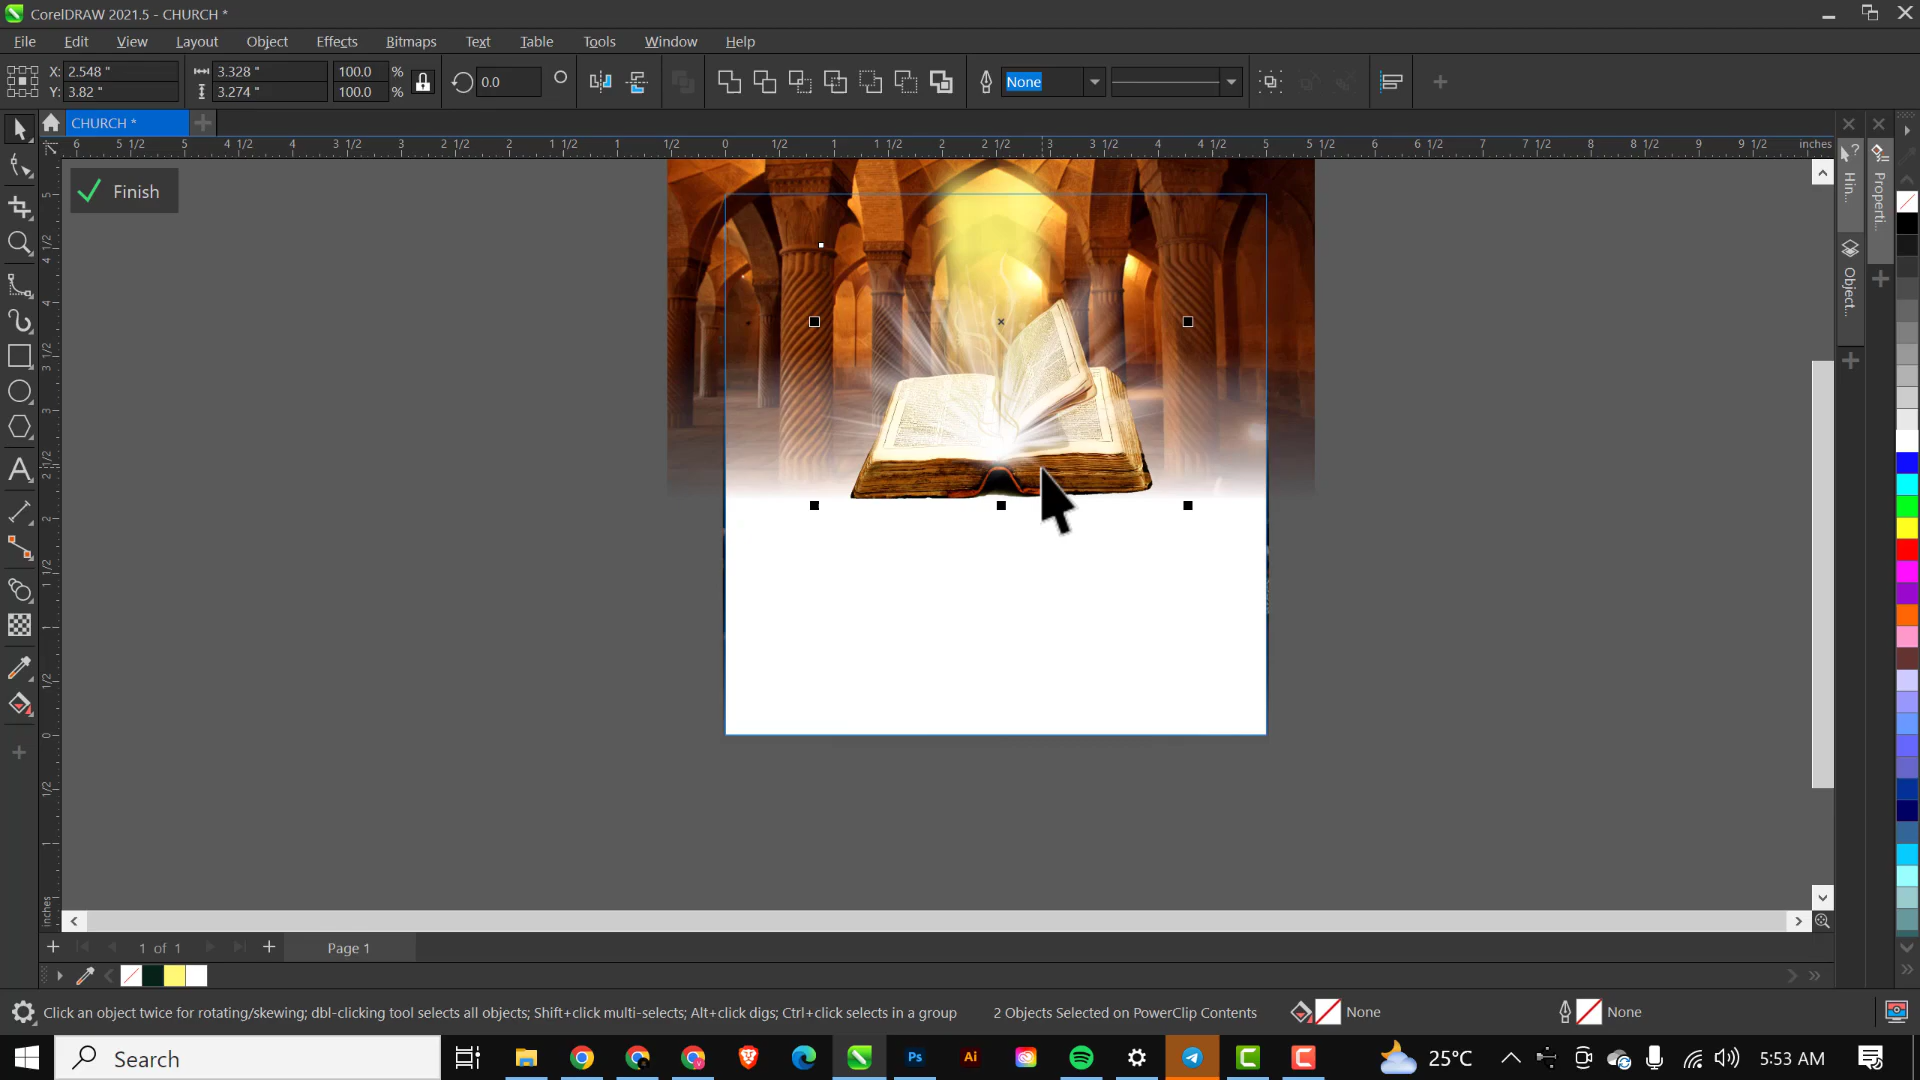 CorelDRAW 2021.5 - CHURCH *
File Edit View Layout Object Effects Bitmaps Text Table Tools Window Help
X: 2.548 " 3.328 " 100.0 % 0.0 None
Y: 3.82 " 3.274 " 100.0 %
CHURCH *
6 5 1/2 5 4 1/2 4 3 1/2 3 2 1/2 2 1 1/2 1 1/2 0 1/2 1 1 1/2 2 2 1/2 3 3 1/2 4 4 1/2 5 5 1/2 6 6 1/2 7 7 1/2 8 8 1/2 9 9 1/2 inches
Finish
Hin...
Properti...
Object...
inches
1 of 1 Page 1
Click an object twice for rotating/skewing; dbl-clicking tool selects all objects; Shift+click multi-selects; Alt+click digs; Ctrl+click selects in a group 2 Objects Selected on PowerClip Contents None None
Search 25°C 5:53 AM